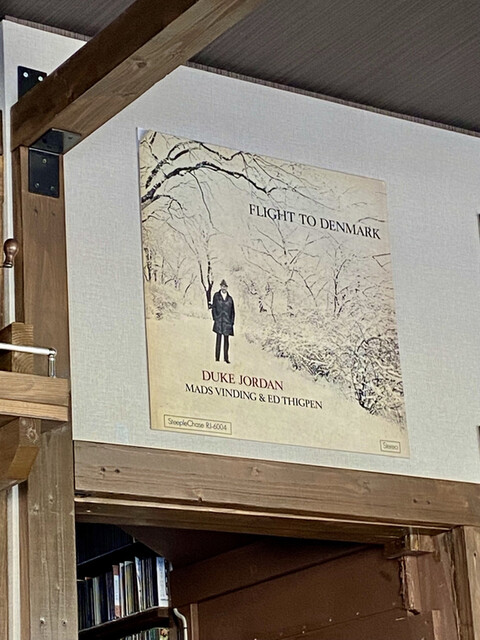 FLIGHT TO DENMARK
DUKE JORDAN
MADS VINDING & ED THIGPEN
SteepleChase RJ-6004
Stereo